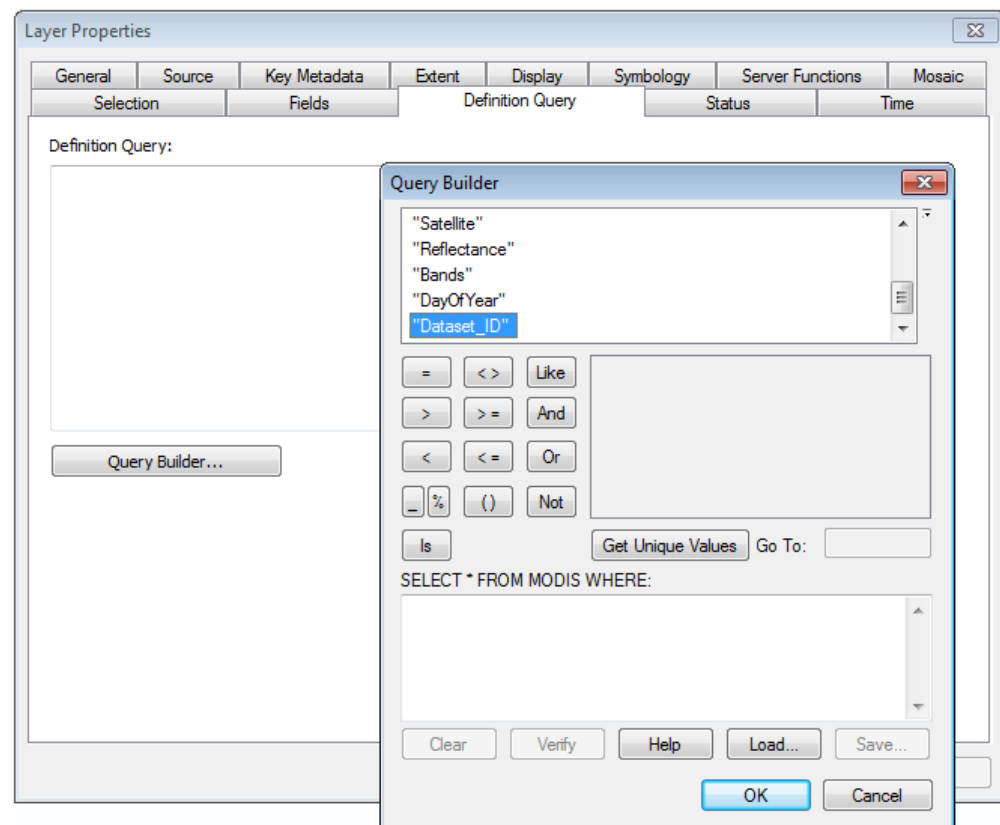 Layer Properties
General Source Key Metadata Extent Display Symbology Server Functions Mosaic
Selection Fields Definition Query Status Time
Definition Query:
Query Builder...
Query Builder
"Satellite"
"Reflectance"
"Bands"
"DayOfYear"
"Dataset_ID"
= < > Like
> > = And
< < = Or
_ % ( ) Not
Is Get Unique Values Go To:
SELECT * FROM MODIS WHERE:
Clear Verify Help Load... Save...
OK Cancel